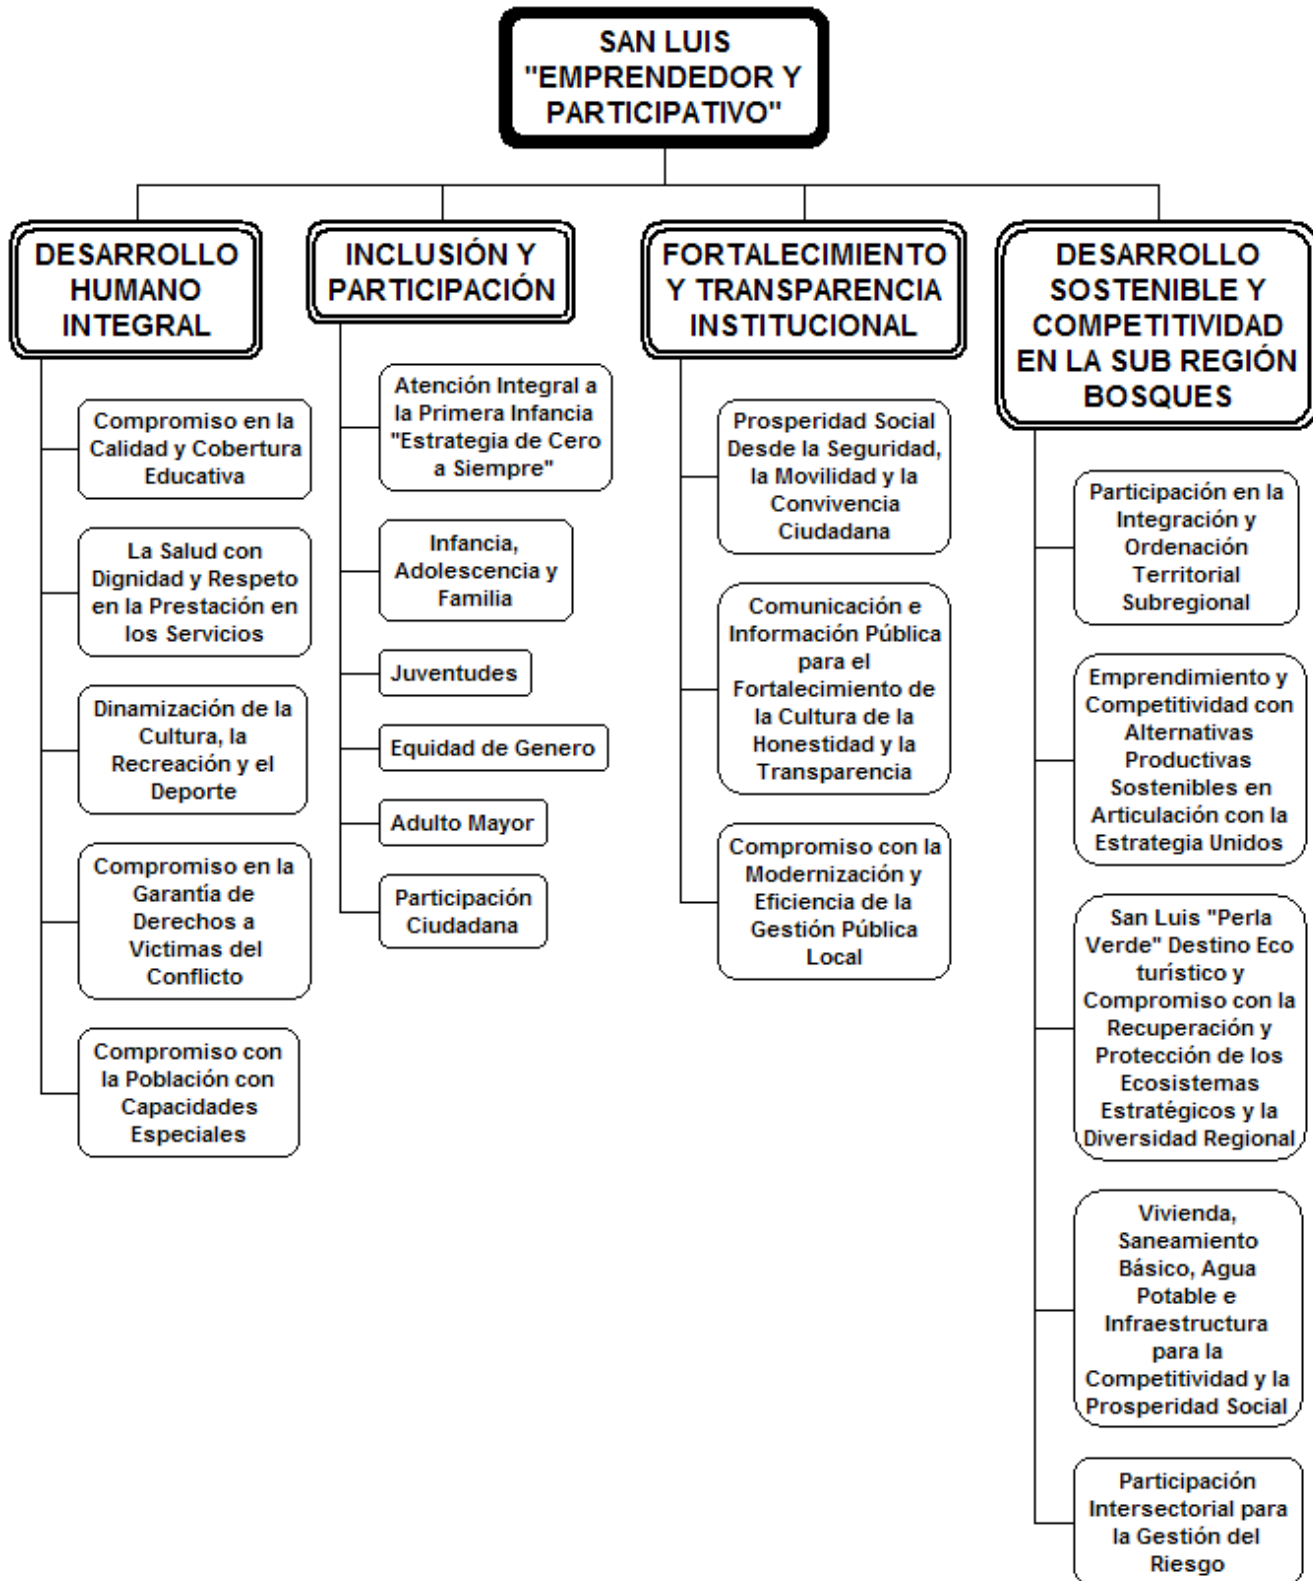 SAN LUIS
"EMPRENDEDOR Y
PARTICIPATIVO"
DESARROLLO
HUMANO
INTEGRAL
Compromiso en la
Calidad y Cobertura
Educativa
La Salud con
Dignidad y Respeto
en la Prestación en
los Servicios
Dinamización de la
Cultura, la
Recreación y el
Deporte
Compromiso en la
Garantía de
Derechos a
Victimas del
Conflicto
Compromiso con
la Población con
Capacidades
Especiales
INCLUSIÓN Y
PARTICIPACIÓN
Atención Integral a
la Primera Infancia
"Estrategia de Cero
a Siempre"
Infancia,
Adolescencia y
Familia
Juventudes
Equidad de Genero
Adulto Mayor
Participación
Ciudadana
FORTALECIMIENTO
Y TRANSPARENCIA
INSTITUCIONAL
Prosperidad Social
Desde la Seguridad,
la Movilidad y la
Convivencia
Ciudadana
Comunicación e
Información Pública
para el
Fortalecimiento de
la Cultura de la
Honestidad y la
Transparencia
Compromiso con la
Modernización y
Eficiencia de la
Gestión Pública
Local
DESARROLLO
SOSTENIBLE Y
COMPETITIVIDAD
EN LA SUB REGIÓN
BOSQUES
Participación en la
Integración y
Ordenación
Territorial
Subregional
Emprendimiento y
Competitividad con
Alternativas
Productivas
Sostenibles en
Articulación con la
Estrategia Unidos
San Luis "Perla
Verde" Destino Eco
turístico y
Compromiso con la
Recuperación y
Protección de los
Ecosistemas
Estratégicos y la
Diversidad Regional
Vivienda,
Saneamiento
Básico, Agua
Potable e
Infraestructura
para la
Competitividad y la
Prosperidad Social
Participación
Intersectorial para
la Gestión del
Riesgo